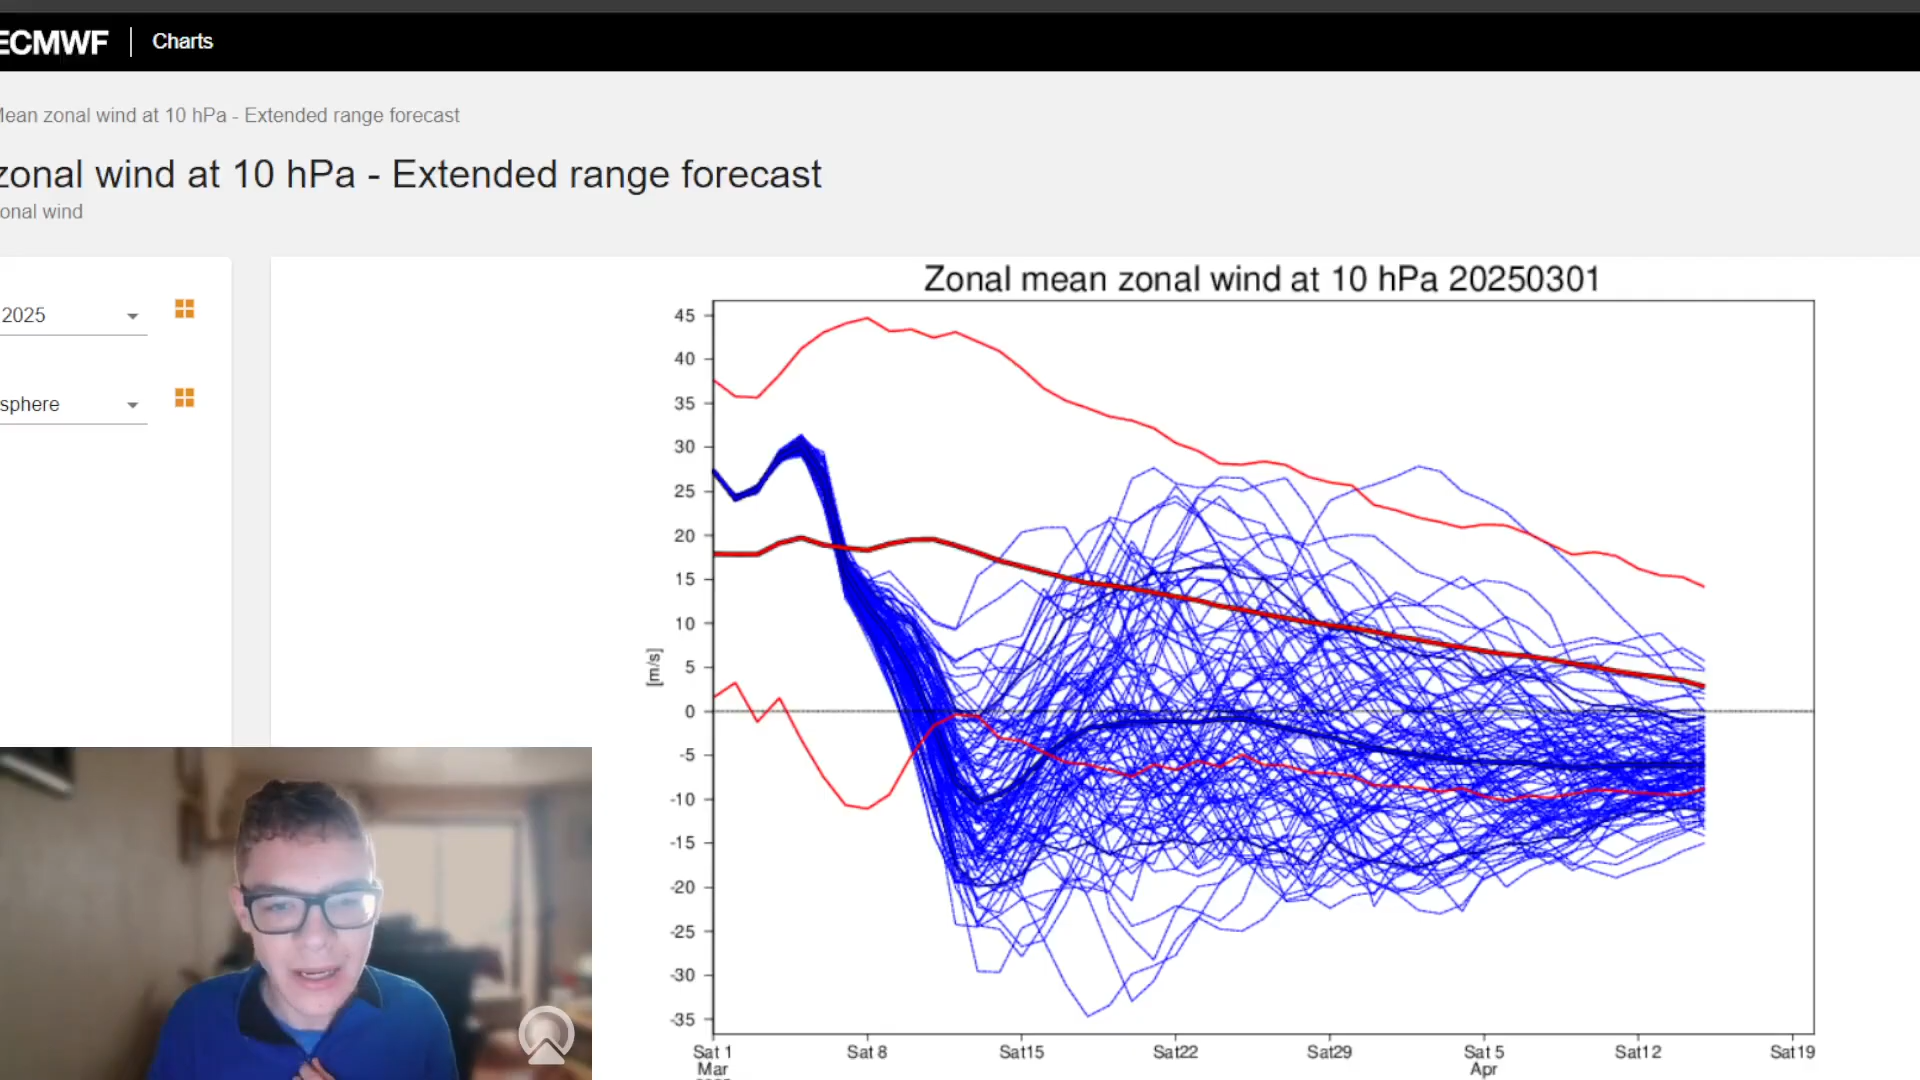 ECMWF | Charts
Mean zonal wind at 10 hPa - Extended range forecast
zonal wind at 10 hPa - Extended range forecast
onal wind
2025
sphere
Zonal mean zonal wind at 10 hPa 20250301
45
40
35
30
25
20
15
10
5
0
-5
-10
-15
-20
-25
-30
-35
[m/s]
Sat 1 Sat 8 Sat15 Sat22 Sat29 Sat 5 Sat12 Sat19
Mar Apr